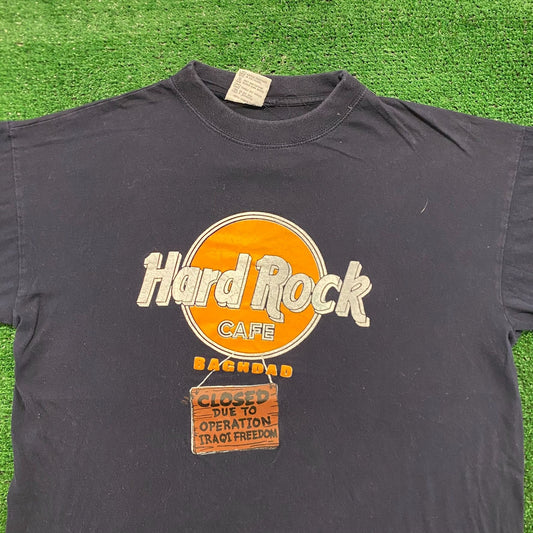 Hard Rock
CAFE
BAGHDAD
CLOSED
DUE TO
OPERATION
IRAQI FREEDOM